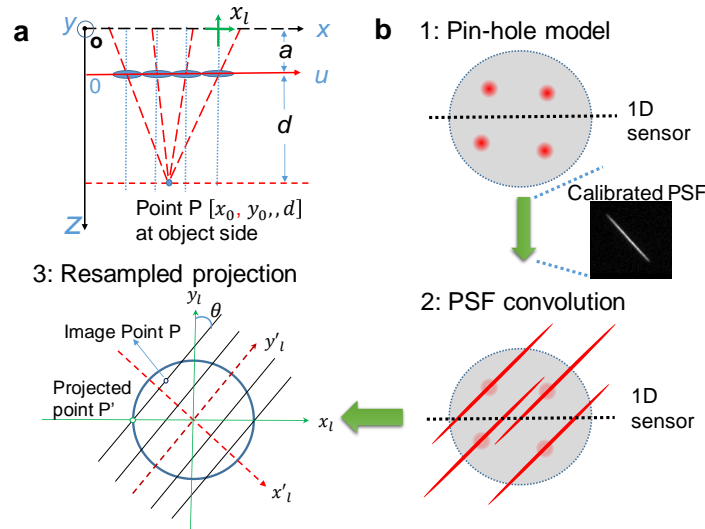 a
y
o
x_l
x
a
0
u
d
Point P [x_0, y_0,, d]
at object side
z
b
1: Pin-hole model
1D
sensor
Calibrated PSF
2: PSF convolution
1D
sensor
3: Resampled projection
y_l
θ
Image Point P
y'_l
Projected
point P'
x_l
x'_l